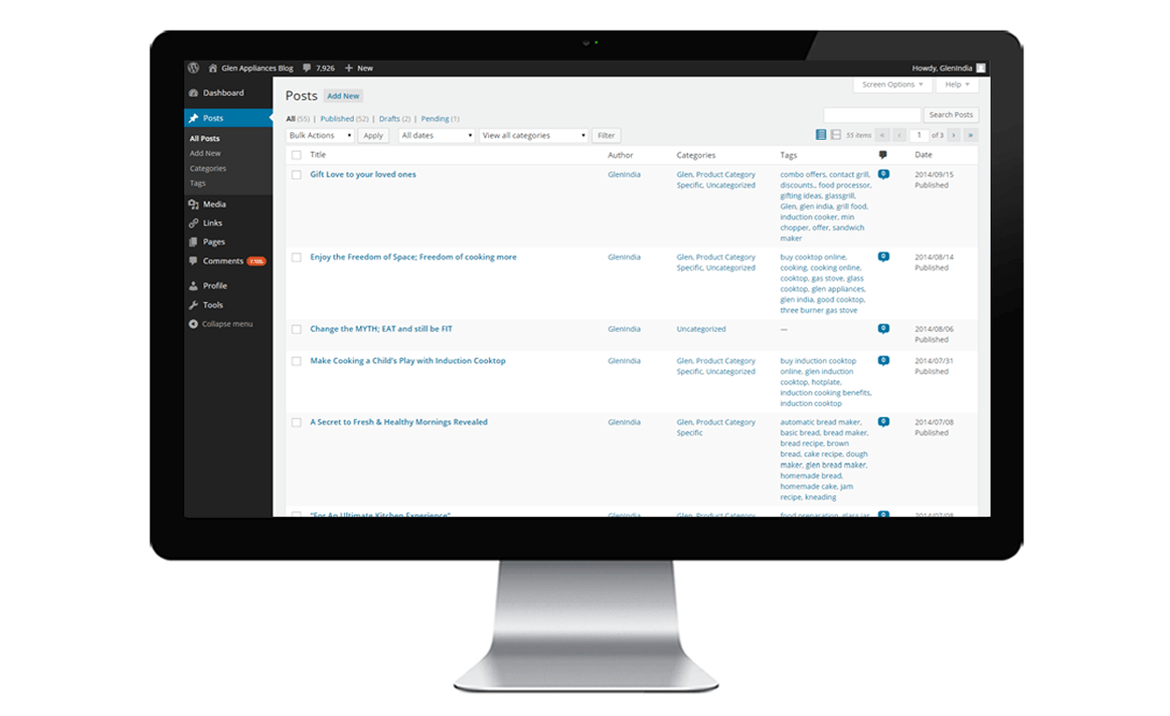 Glen Appliances Blog 7,926 + New Howdy, GlenIndia
Dashboard
Posts
All Posts
Add New
Categories
Tags
Media
Links
Pages
Comments
Profile
Tools
Collapse menu
Screen Options Help
Posts Add New
All (55) | Published (52) | Drafts (2) | Pending (1)
Search Posts
Bulk Actions Apply All dates View all categories Filter
55 items « ‹ 1 of 3 › »
Title Author Categories Tags Date
Gift Love to your loved ones GlenIndia Glen, Product Category combo offers, contact grill, 0 2014/09/15
Specific, Uncategorized discounts,, food processor, Published
gifting ideas, glassgrill,
Glen, glen india, grill food,
induction cooker, min
chopper, offer, sandwich
maker
Enjoy the Freedom of Space; Freedom of cooking more GlenIndia Glen, Product Category buy cooktop online, 0 2014/08/14
Specific, Uncategorized cooking, cooking online, Published
cooktop, gas stove, glass
cooktop, glen appliances,
glen india, good cooktop,
three burner gas stove
Change the MYTH; EAT and still be FIT GlenIndia Uncategorized — 0 2014/08/06
Published
Make Cooking a Child's Play with Induction Cooktop GlenIndia Glen, Product Category buy induction cooktop 0 2014/07/31
Specific, Uncategorized online, glen induction Published
cooktop, hotplate,
induction cooking benefits,
induction cooktop
A Secret to Fresh & Healthy Mornings Revealed GlenIndia Glen, Product Category automatic bread maker, 0 2014/07/08
Specific basic bread, bread maker, Published
bread recipe, brown
bread, cake recipe, dough
maker, glen bread maker,
homemade bread,
homemade cake, jam
recipe, kneading
"For An Ultimate Kitchen Experience" GlenIndia Glen, Product Category food preparation, glass jar 0 2014/07/08